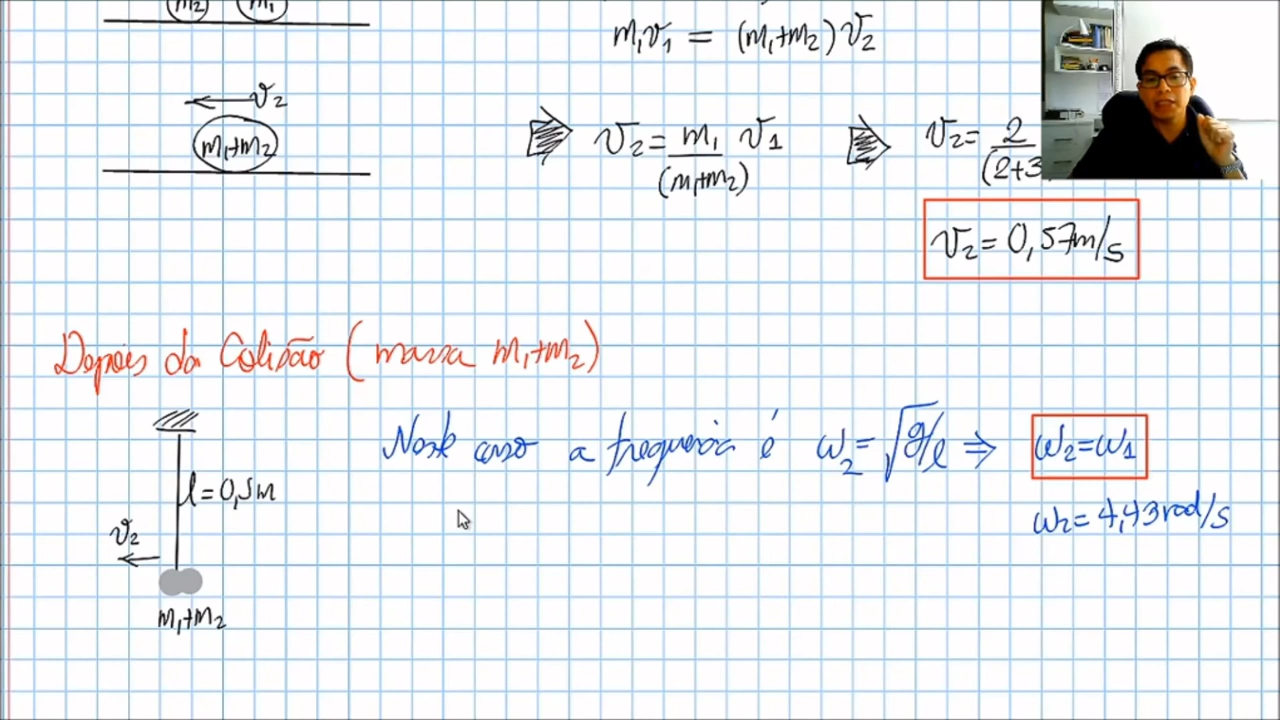 m₂ m₁
m₁v₁ = (m₁+m₂) v₂
v₂
m₁+m₂
v₂ = m₁/(m₁+m₂) v₁
v₂ = 2/(2+3
v₂ = 0,57m/s
Depois da Colisão (massa m₁+m₂)
Neste caso a frequência é ω₂ = √g/l ⇒ ω₂=ω₁
l = 0,5m
ω₂ = 4,43rad/s
v₂
m₁+m₂